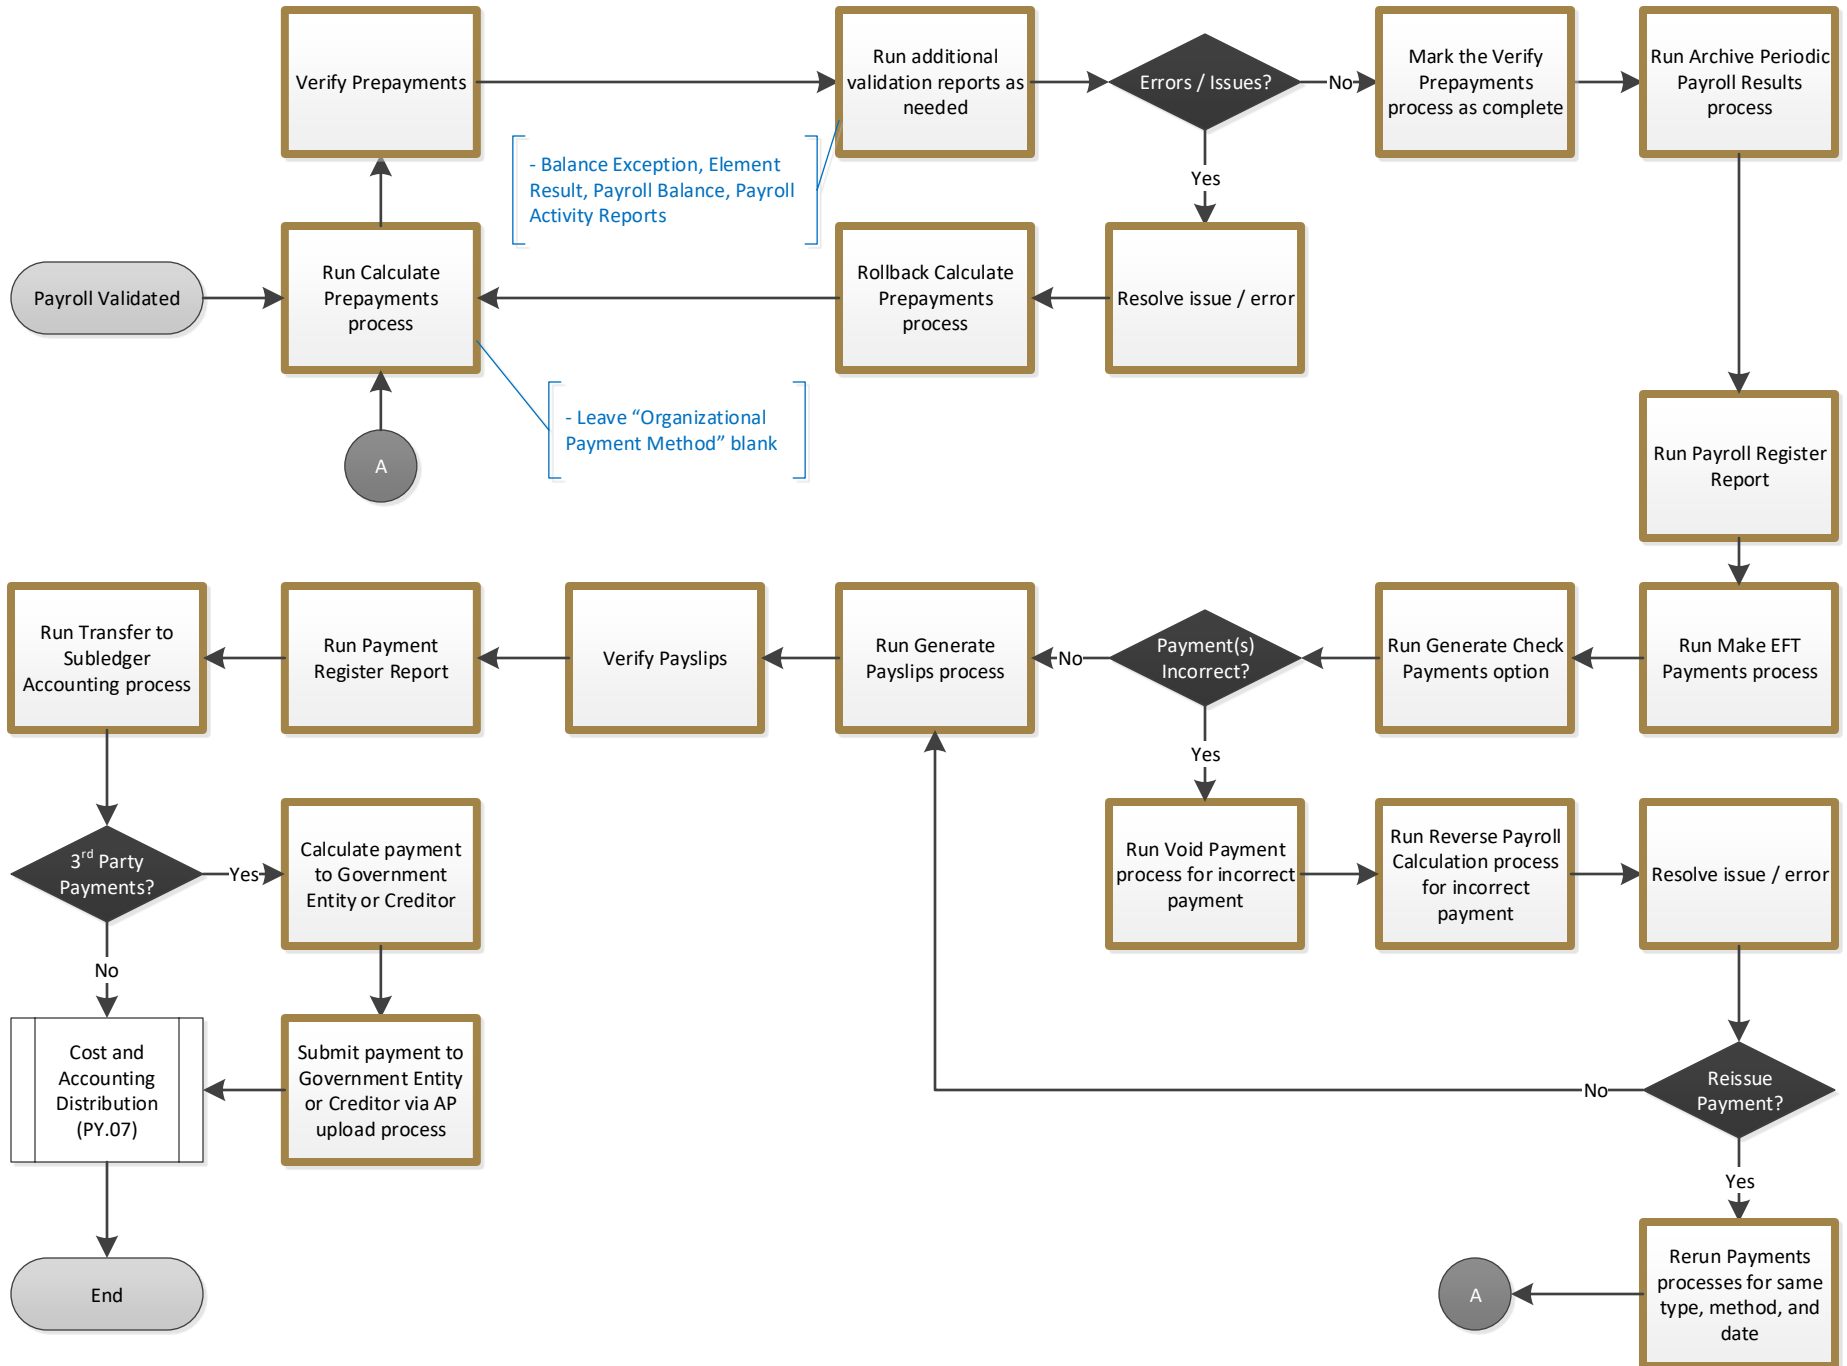 Verify Prepayments
Run additional
validation reports as
needed
Errors / Issues?
No
Mark the Verify
Prepayments
process as complete
Run Archive Periodic
Payroll Results
process
- Balance Exception, Element
Result, Payroll Balance, Payroll
Activity Reports
Yes
Payroll Validated
Run Calculate
Prepayments
process
Rollback Calculate
Prepayments
process
Resolve issue / error
- Leave “Organizational
Payment Method” blank
A
Run Payroll Register
Report
Run Transfer to
Subledger
Accounting process
Run Payment
Register Report
Verify Payslips
Run Generate
Payslips process
No
Payment(s)
Incorrect?
Run Generate Check
Payments option
Run Make EFT
Payments process
Yes
3rd Party
Payments?
Yes
Calculate payment
to Government
Entity or Creditor
Run Void Payment
process for incorrect
payment
Run Reverse Payroll
Calculation process
for incorrect
payment
Resolve issue / error
No
Cost and
Accounting
Distribution
(PY.07)
Submit payment to
Government Entity
or Creditor via AP
upload process
No
Reissue
Payment?
Yes
End
A
Rerun Payments
processes for same
type, method, and
date